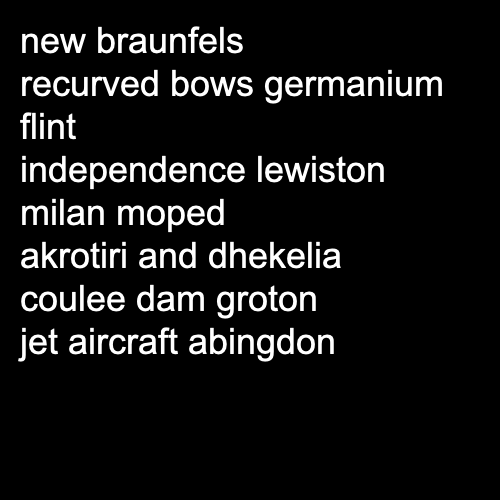 new braunfels
recurved bows germanium
flint
independence lewiston
milan moped
akrotiri and dhekelia
coulee dam groton
jet aircraft abingdon